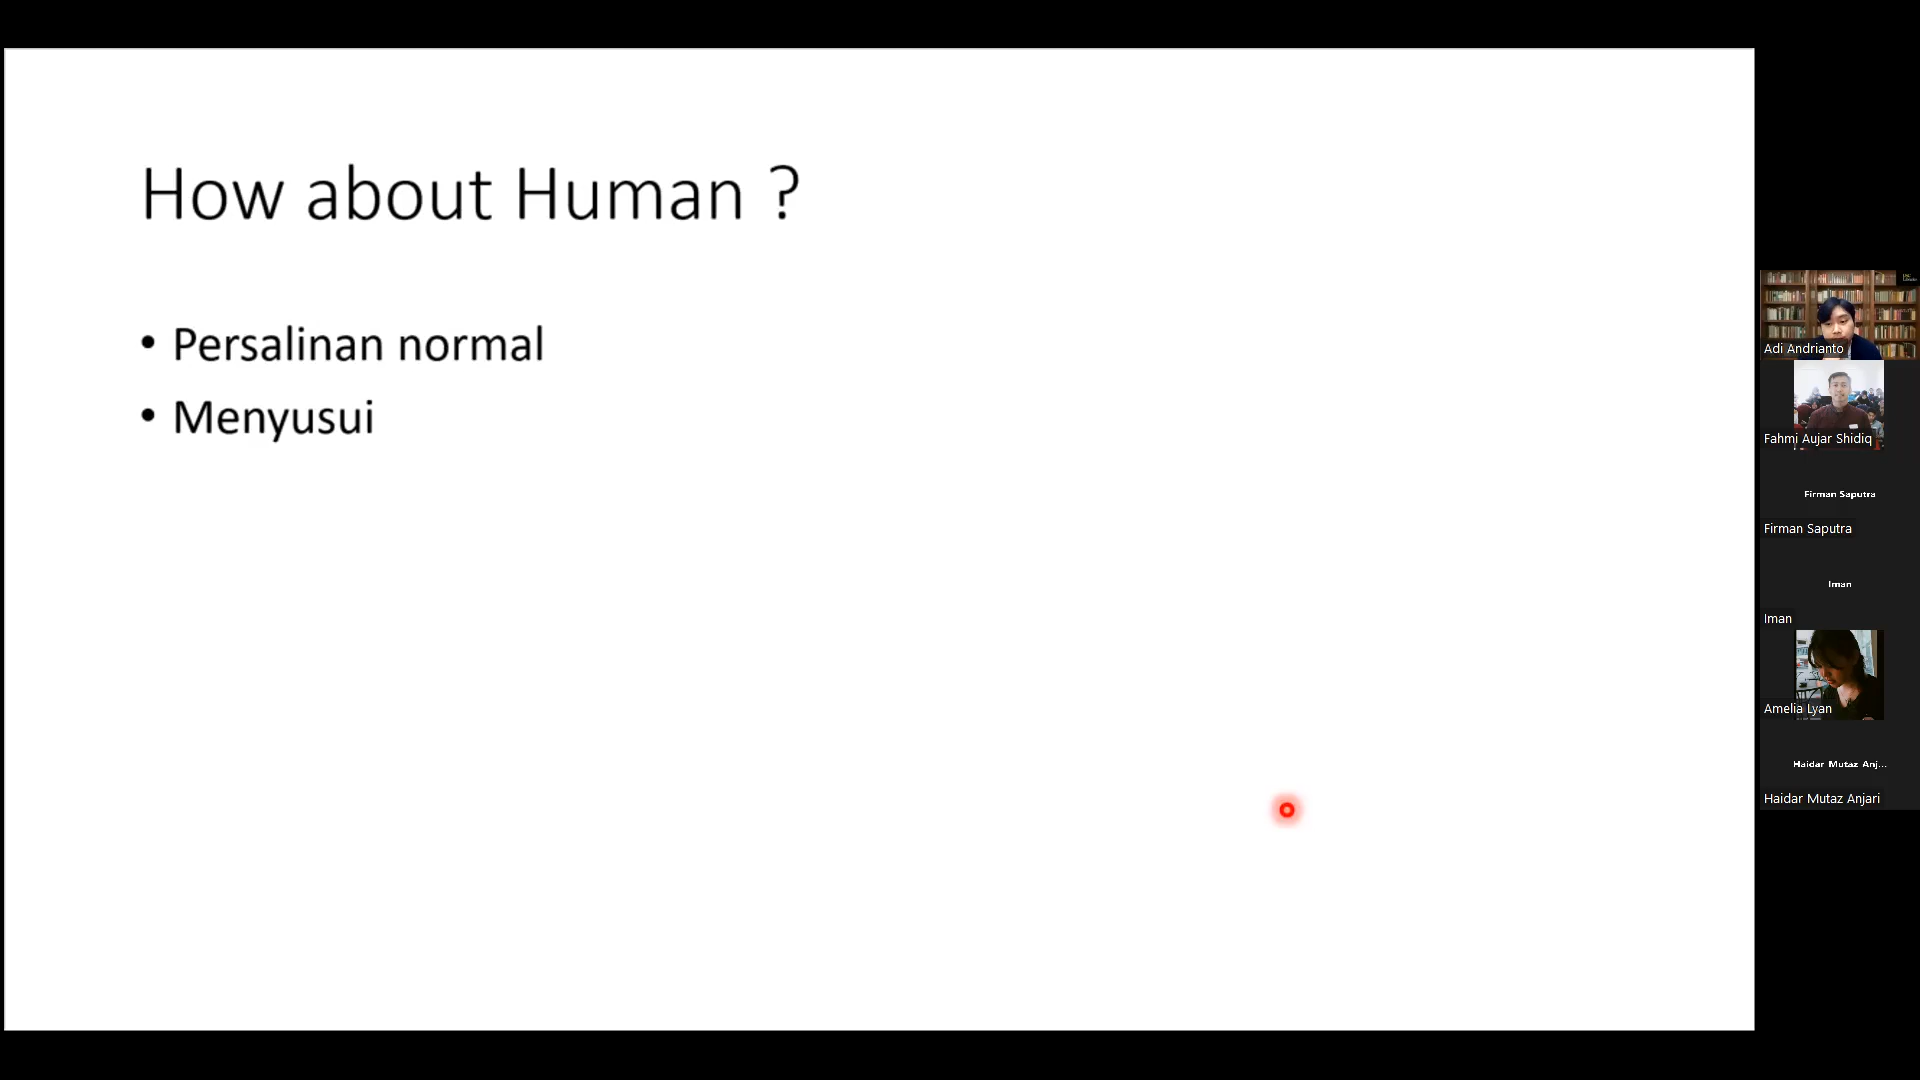 How about Human ?
• Persalinan normal
• Menyusui
Adi Andrianto
Fahmi Aujar Shidiq
Firman Saputra
Firman Saputra
Iman
Iman
Amelia Lyan
Haidar Mutaz Anj...
Haidar Mutaz Anjari